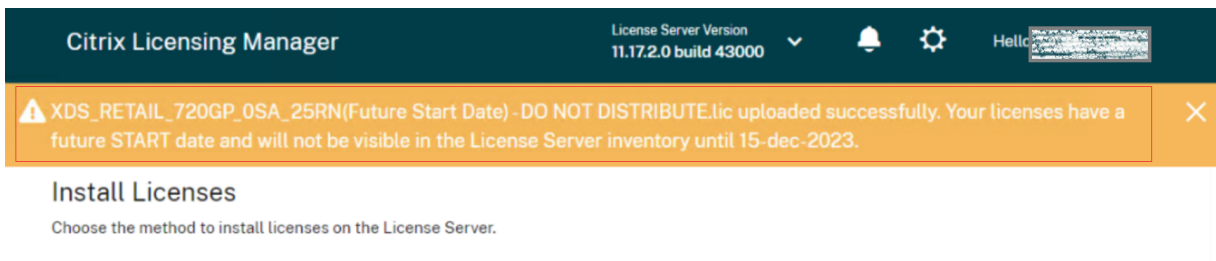 Citrix Licensing Manager
License Server Version
11.17.2.0 build 43000
Hello
XDS_RETAIL_720GP_0SA_25RN(Future Start Date) -DO NOT DISTRIBUTE.lic uploaded successfully. Your licenses have a
future START date and will not be visible in the License Server inventory until 15-dec-2023.
Install Licenses
Choose the method to install licenses on the License Server.